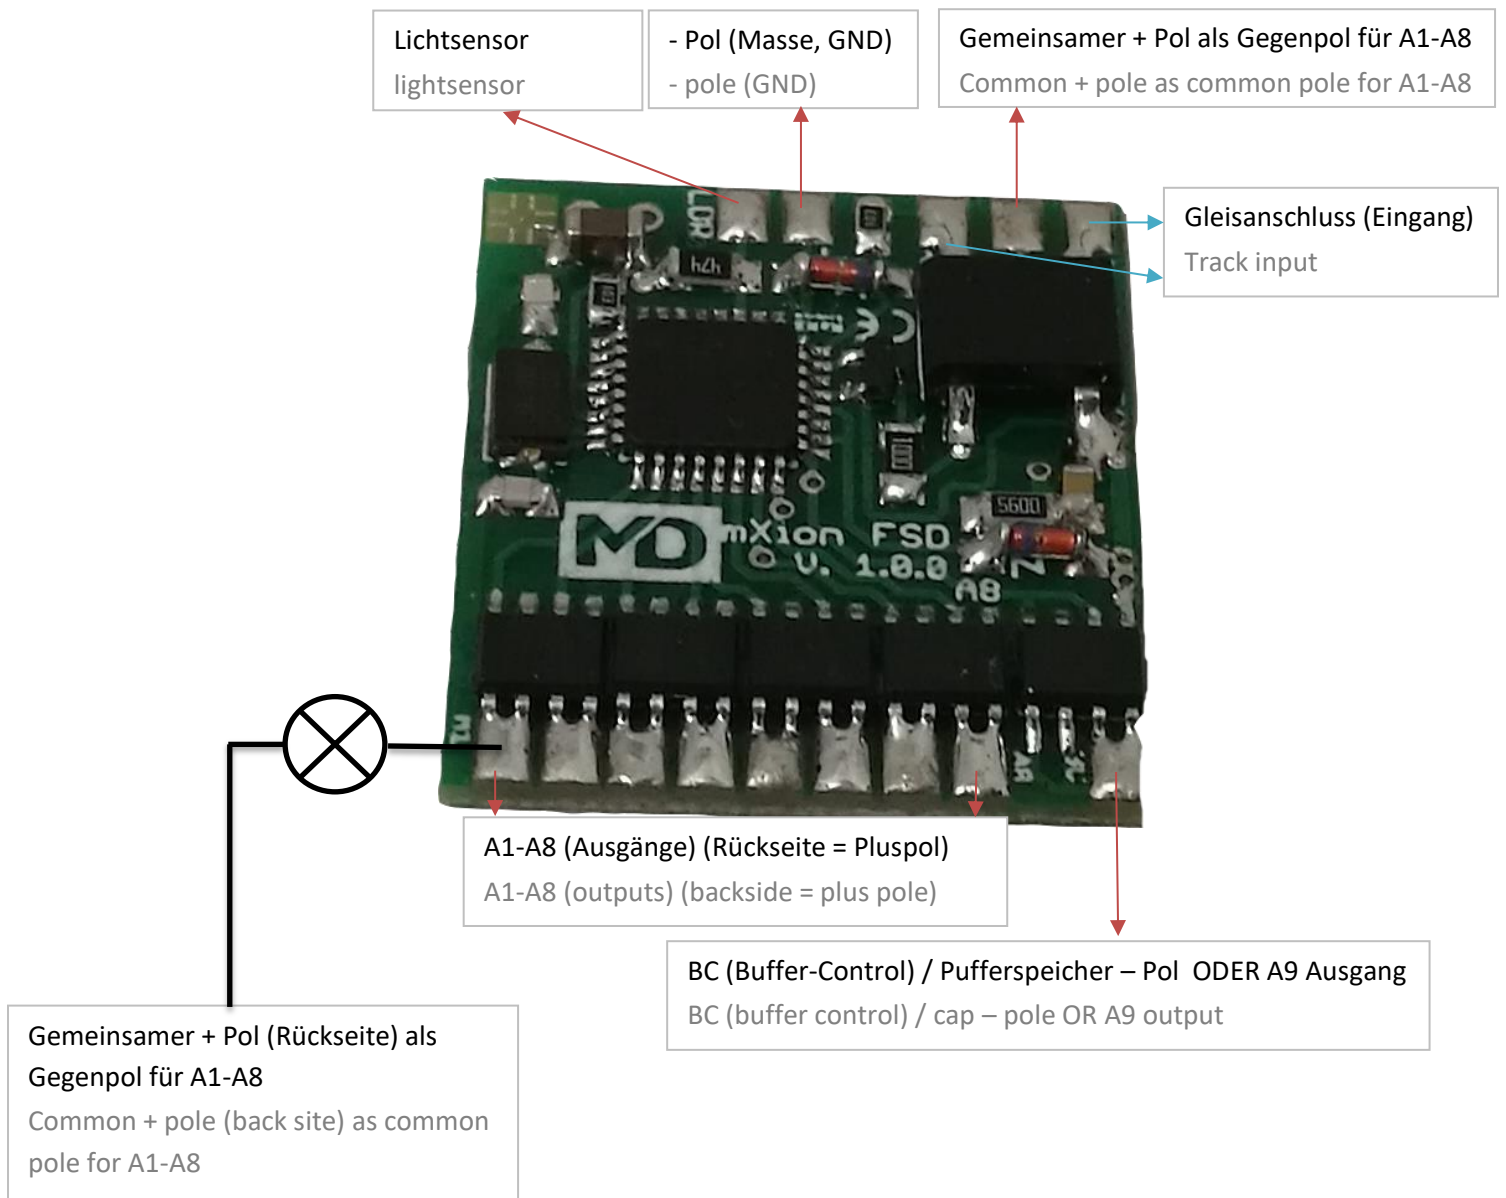 Lichtsensor
lightsensor
- Pol (Masse, GND)
- pole (GND)
Gemeinsamer + Pol als Gegenpol für A1-A8
Common + pole as common pole for A1-A8
Gleisanschluss (Eingang)
Track input
LDR
474
103
CE
100
5600
MD
mXion FSD
V. 1.0.0
A8
A1-A8 (Ausgänge) (Rückseite = Pluspol)
A1-A8 (outputs) (backside = plus pole)
BC (Buffer-Control) / Pufferspeicher – Pol ODER A9 Ausgang
BC (buffer control) / cap – pole OR A9 output
Gemeinsamer + Pol (Rückseite) als
Gegenpol für A1-A8
Common + pole (back site) as common
pole for A1-A8